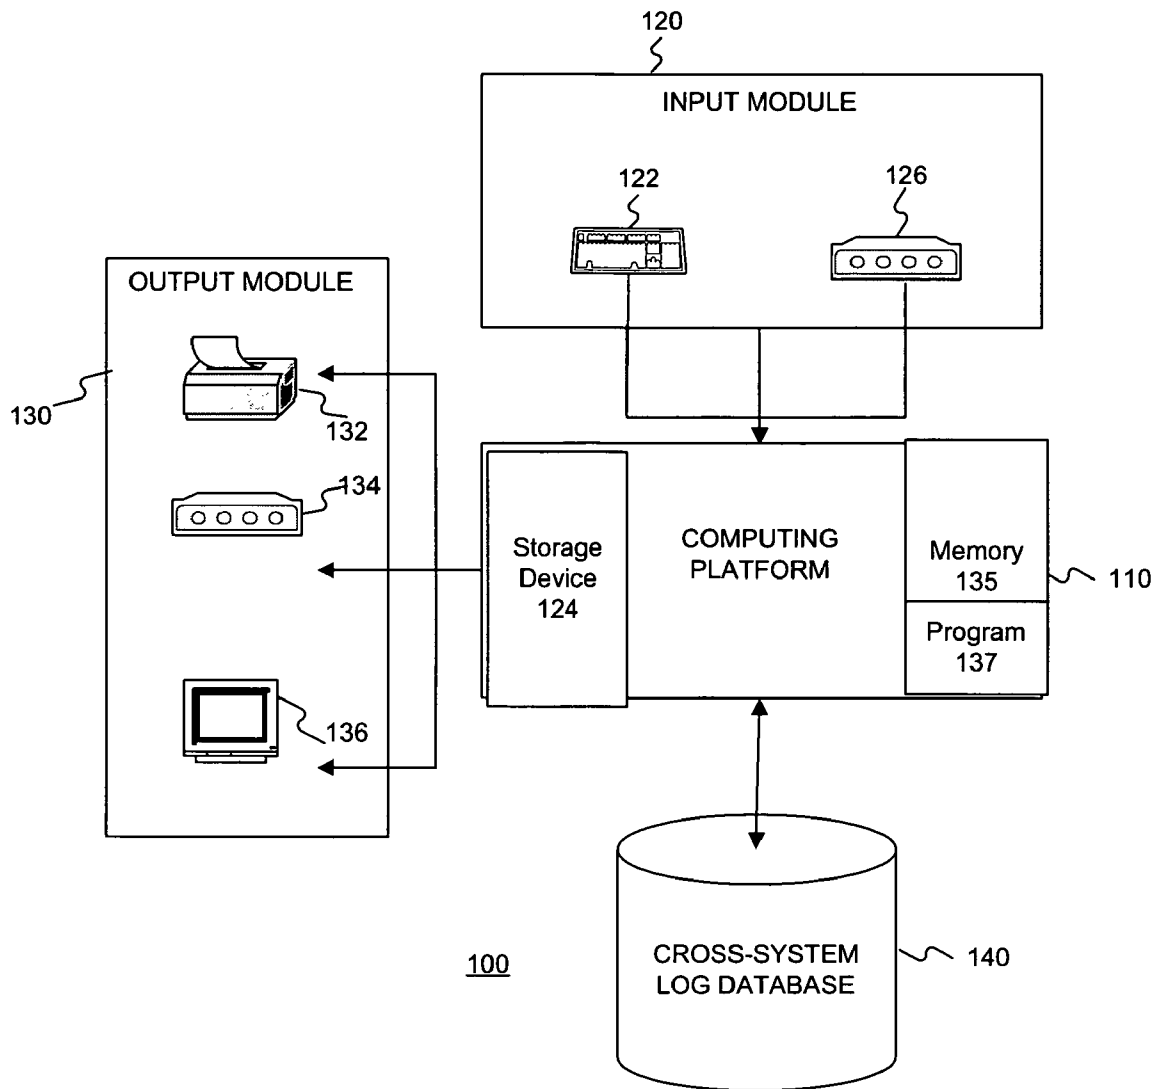 120
INPUT MODULE
122
126
OUTPUT MODULE
130
132
134
136
Storage
Device
124
COMPUTING
PLATFORM
Memory
135
Program
137
110
CROSS-SYSTEM
LOG DATABASE
140
100